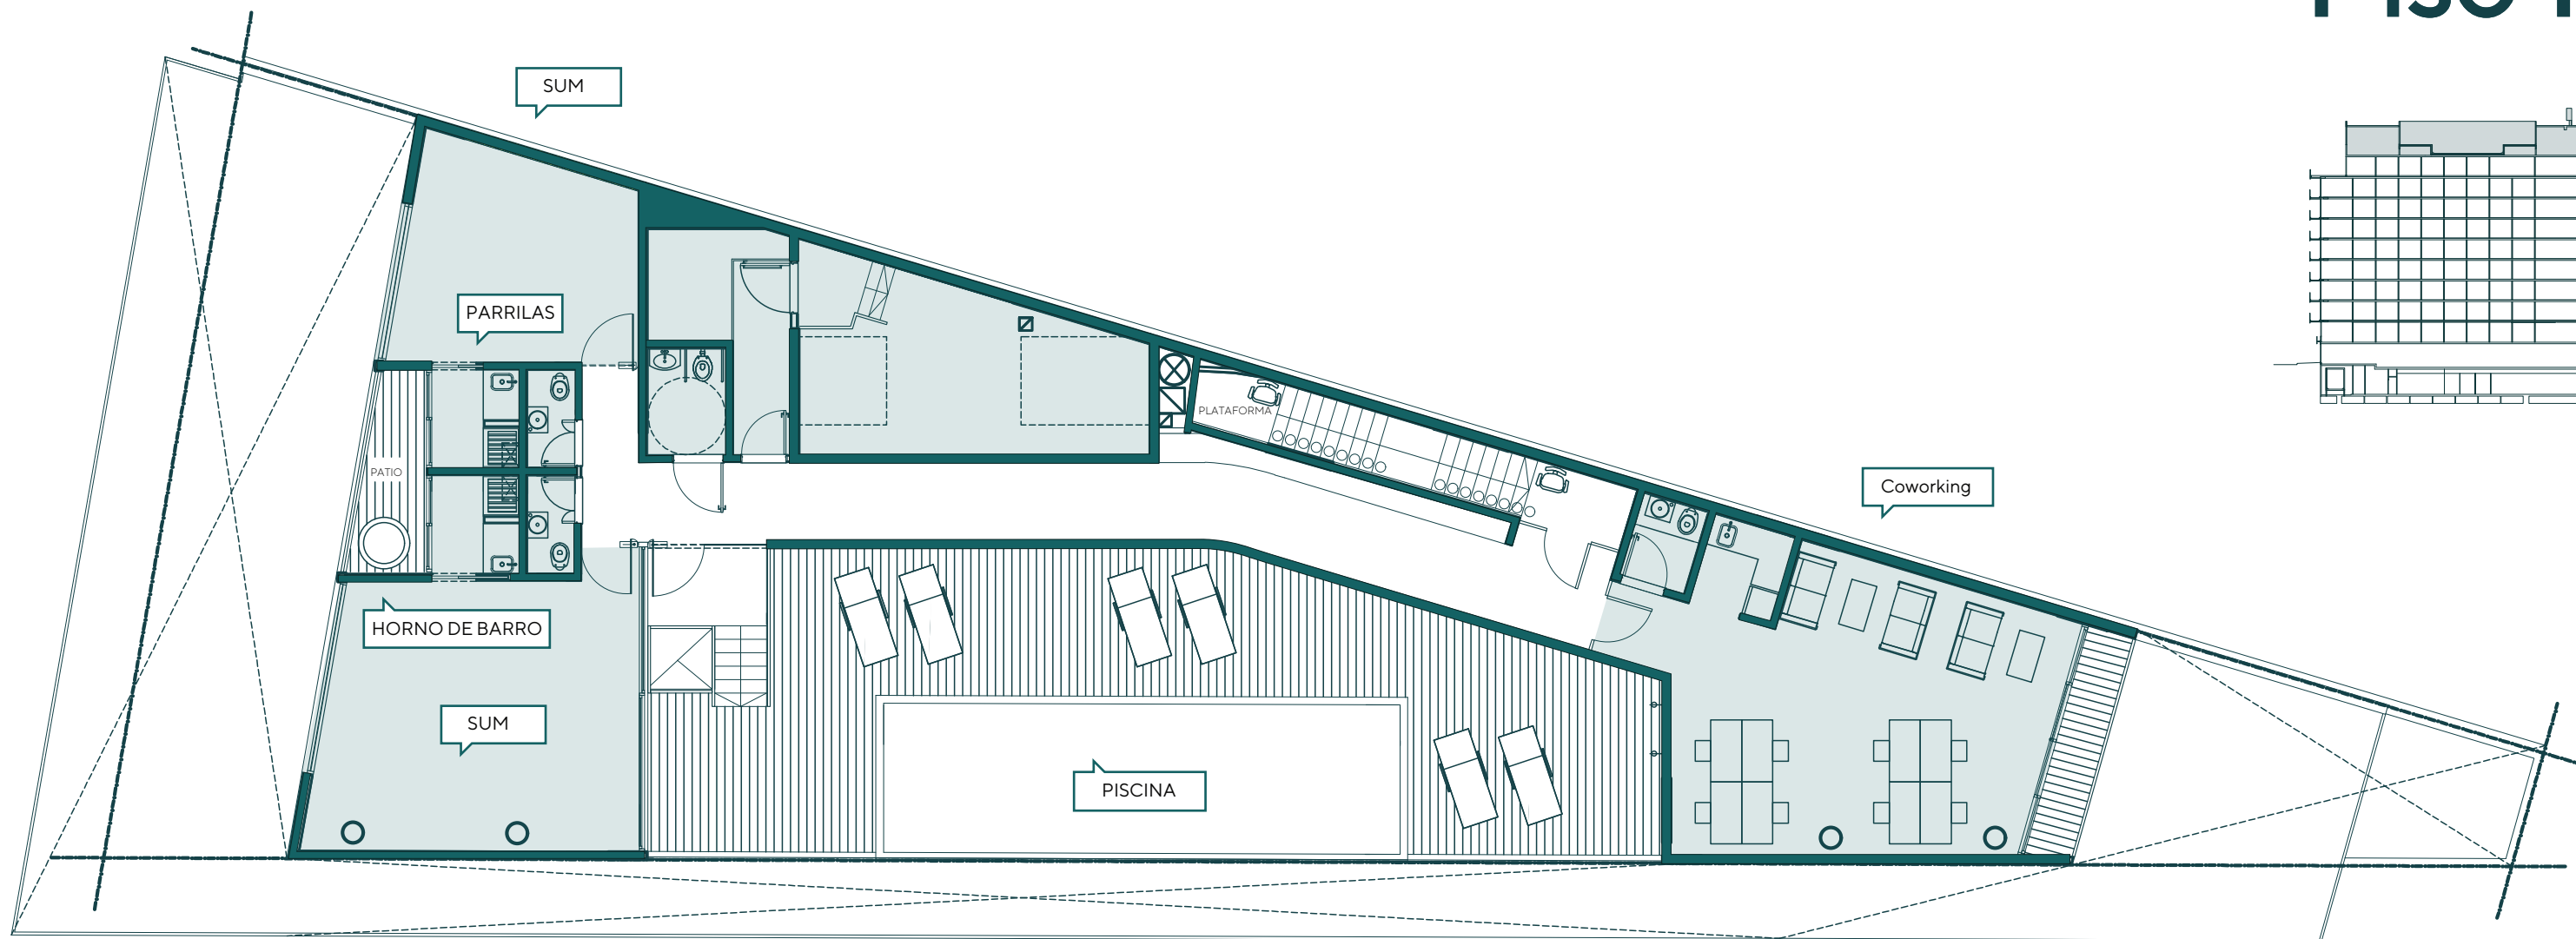 SUM
PARRILAS
PLATAFORMA
PATIO
Coworking
HORNO DE BARRO
SUM
PISCINA